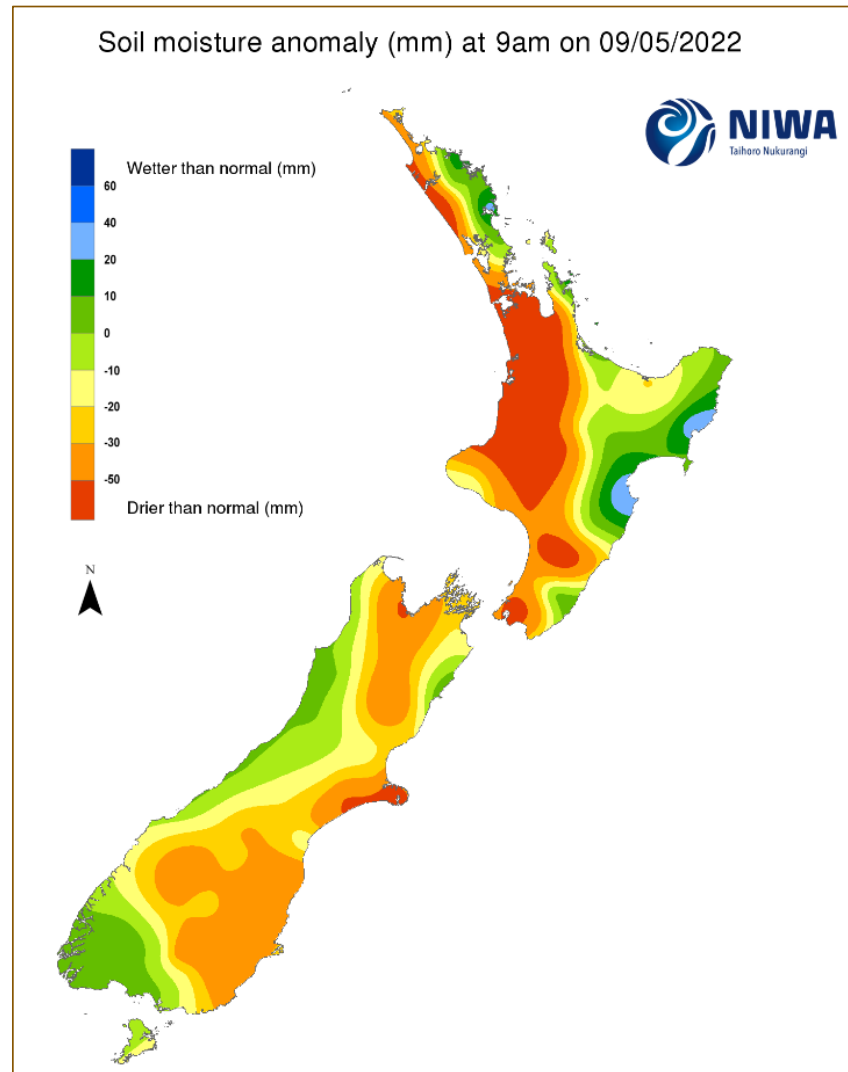 Soil moisture anomaly (mm) at 9am on 09/05/2022
NIWA
Taihoro Nukurangi
Wetter than normal (mm)
60
40
20
10
0
-10
-20
-30
-50
Drier than normal (mm)
N